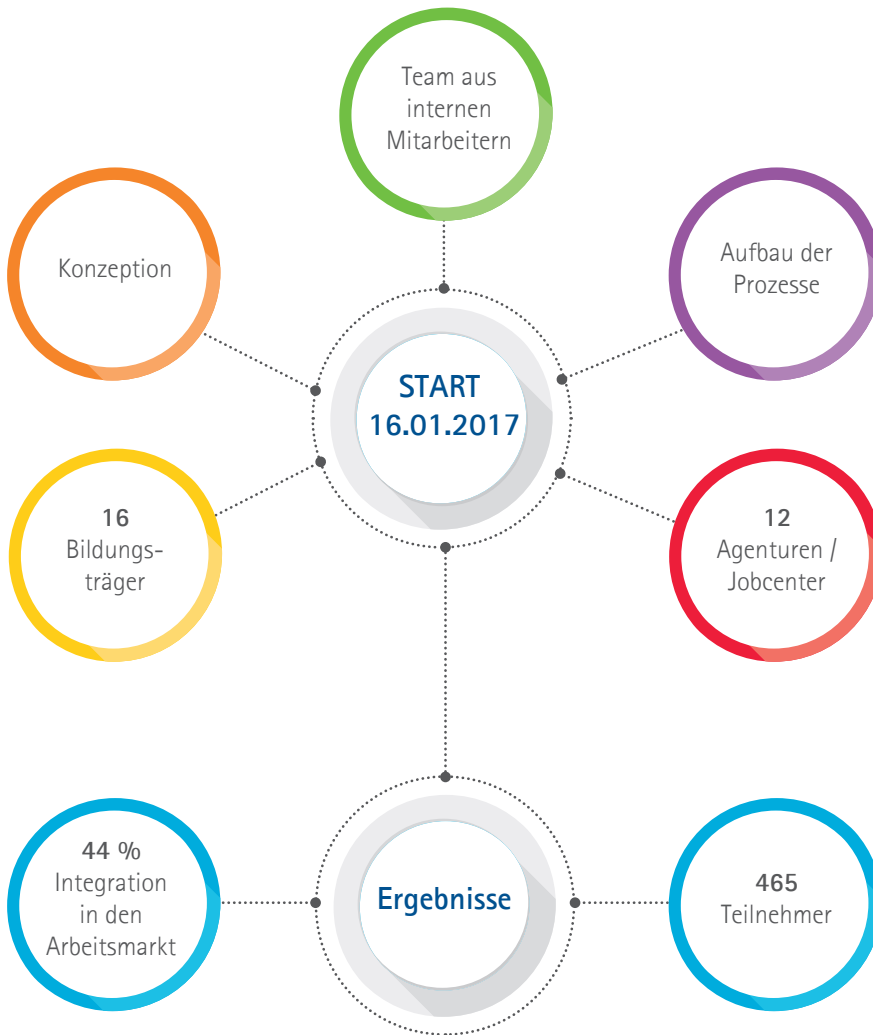 Team aus
internen
Mitarbeitern
Konzeption
Aufbau der
Prozesse
START
16.01.2017
16
Bildungs-
träger
12
Agenturen /
Jobcenter
44 %
Integration
in den
Arbeitsmarkt
Ergebnisse
465
Teilnehmer